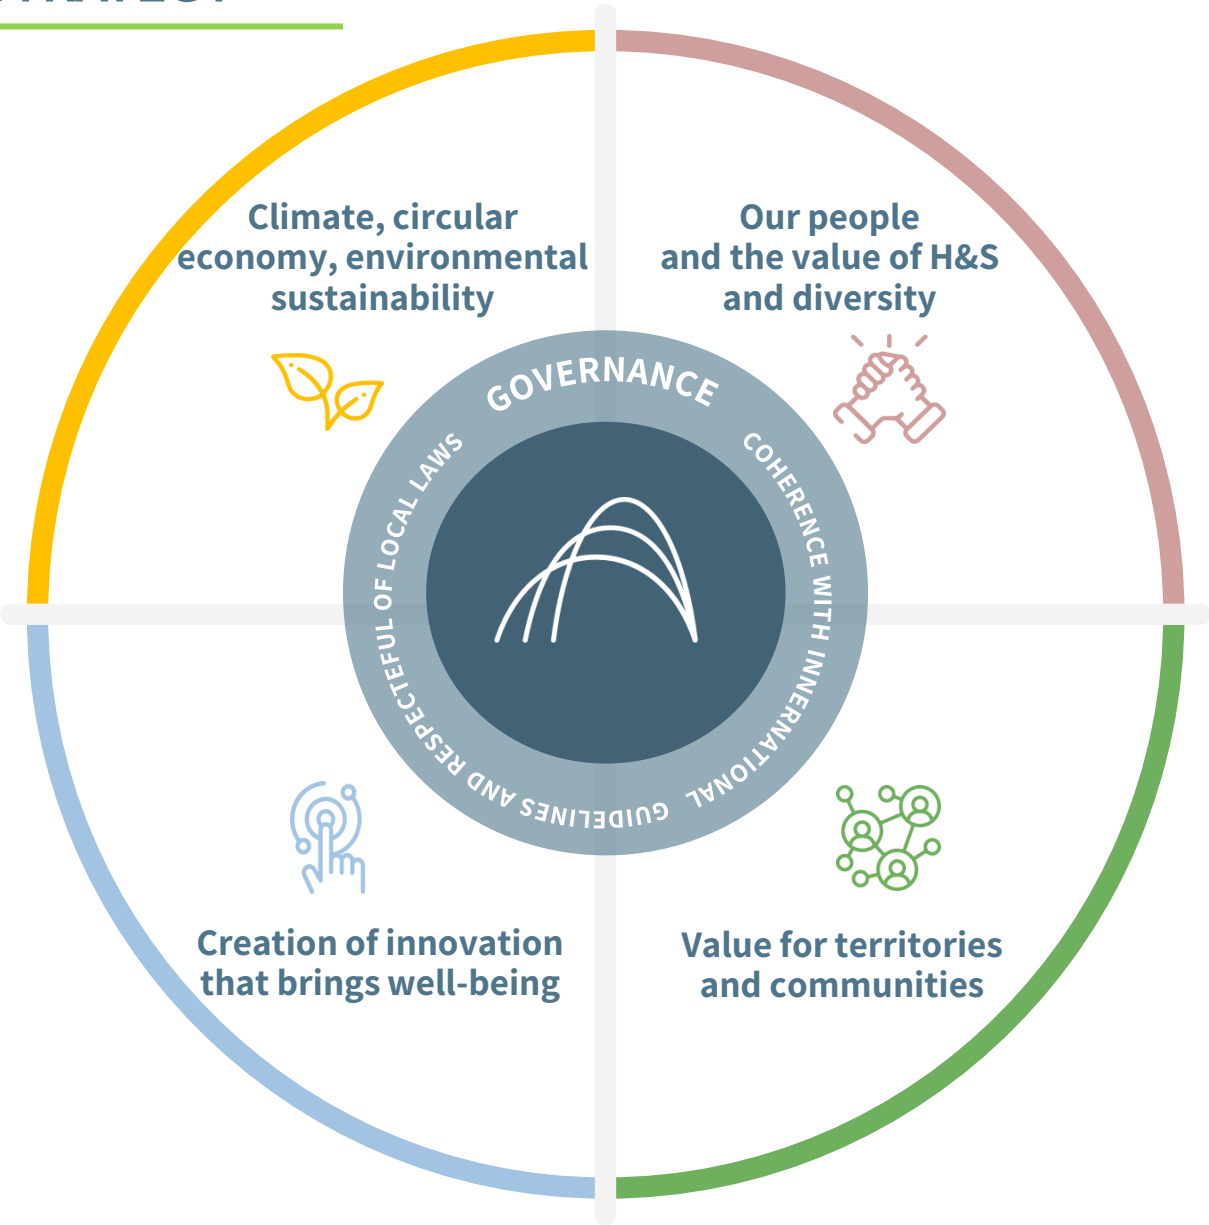 Climate, circular
economy, environmental
sustainability
Our people
and the value of H&S
and diversity
GOVERNANCE
COHERENCE WITH INNERNATIONAL
GUIDELINES AND RESPECTEFUL OF LOCAL LAWS
Creation of innovation
that brings well-being
Value for territories
and communities